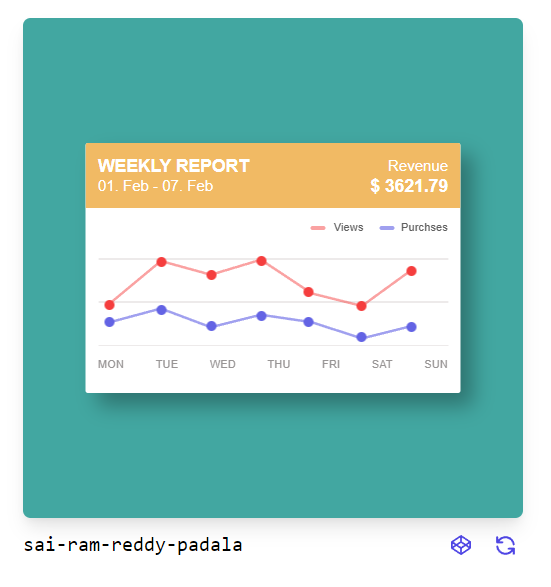 WEEKLY REPORT
01. Feb - 07. Feb
Revenue
$ 3621.79
Views Purchses
MON TUE WED THU FRI SAT SUN
sai-ram-reddy-padala